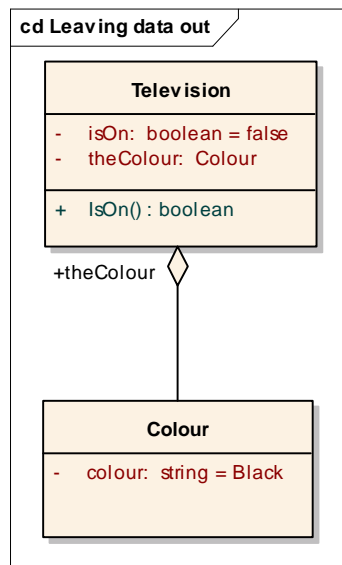 cd Leaving data out
Television
- isOn: boolean = false
- theColour: Colour
+ IsOn() : boolean
+theColour
Colour
- colour: string = Black